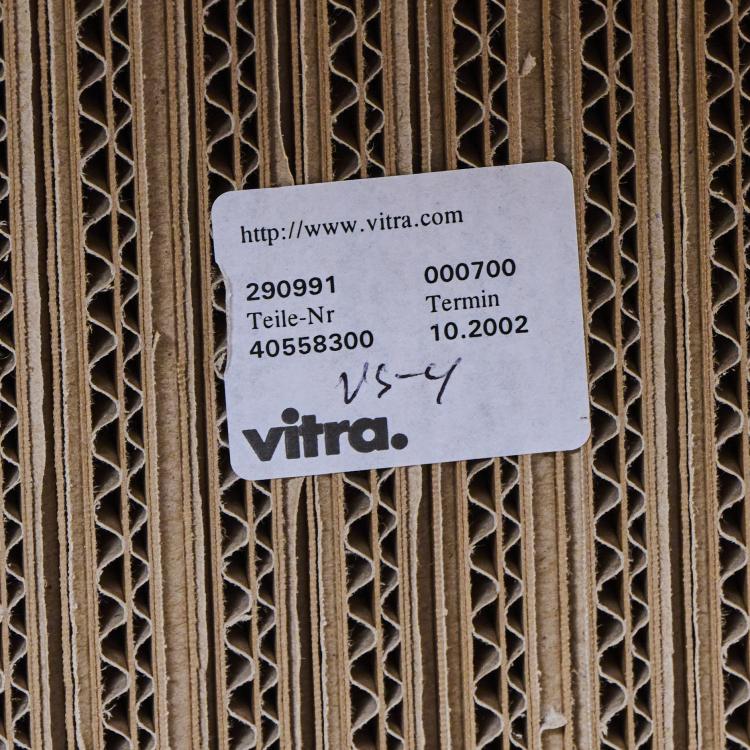 http://www.vitra.com
290991 000700
Teile-Nr Termin
40558300 10.2002
VS-4
vitra.